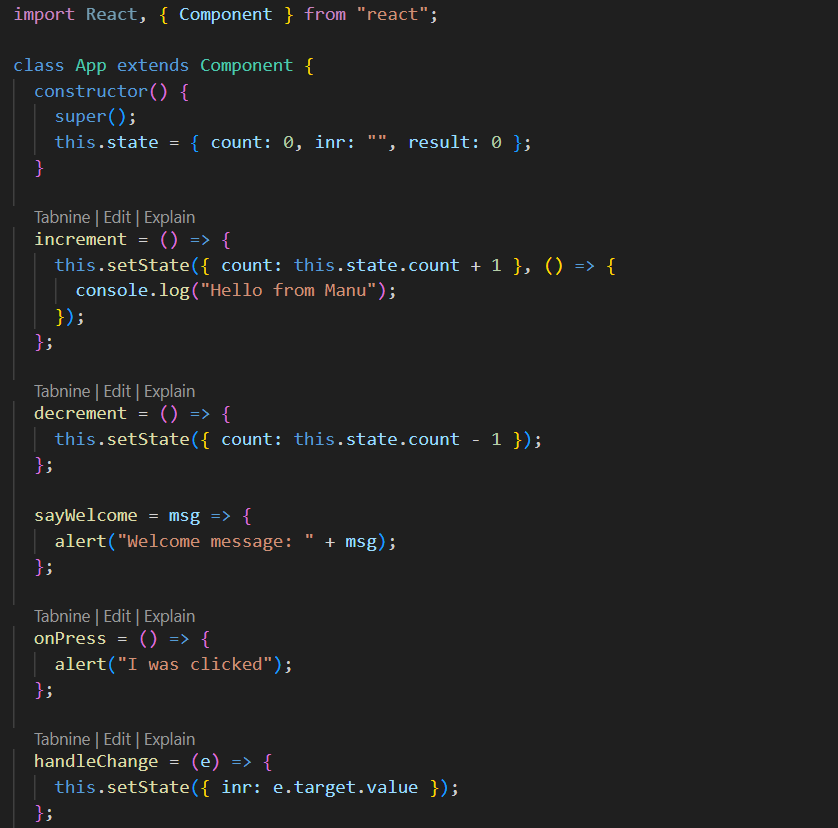 import React, { Component } from "react";
class App extends Component {
constructor() {
super();
this.state = { count: 0, inr: "", result: 0 };
}
Tabnine | Edit | Explain
increment = () => {
this.setState({ count: this.state.count + 1 }, () => {
console.log("Hello from Manu");
});
};
Tabnine | Edit | Explain
decrement = () => {
this.setState({ count: this.state.count - 1 });
};
sayWelcome = msg => {
alert("Welcome message: " + msg);
};
Tabnine | Edit | Explain
onPress = () => {
alert("I was clicked");
};
Tabnine | Edit | Explain
handleChange = (e) => {
this.setState({ inr: e.target.value });
};